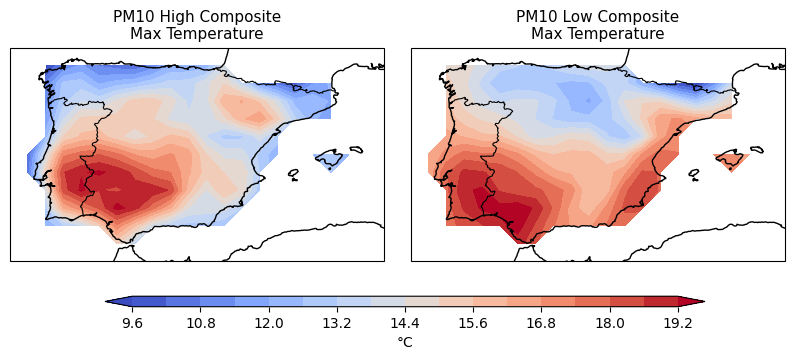 PM10 High Composite
Max Temperature
PM10 Low Composite
Max Temperature
9.6 10.8 12.0 13.2 14.4 15.6 16.8 18.0 19.2
°C